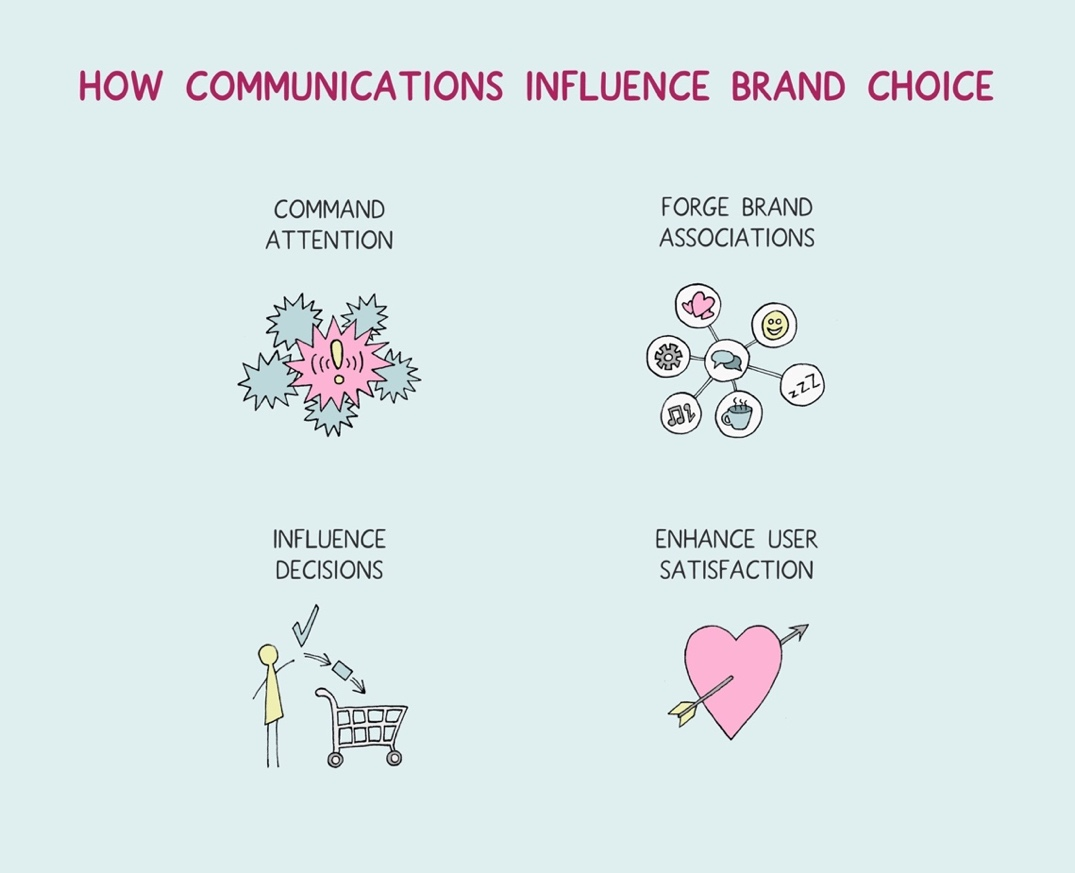 HOW COMMUNICATIONS INFLUENCE BRAND CHOICE
COMMAND
ATTENTION
FORGE BRAND
ASSOCIATIONS
zzz
INFLUENCE
DECISIONS
ENHANCE USER
SATISFACTION